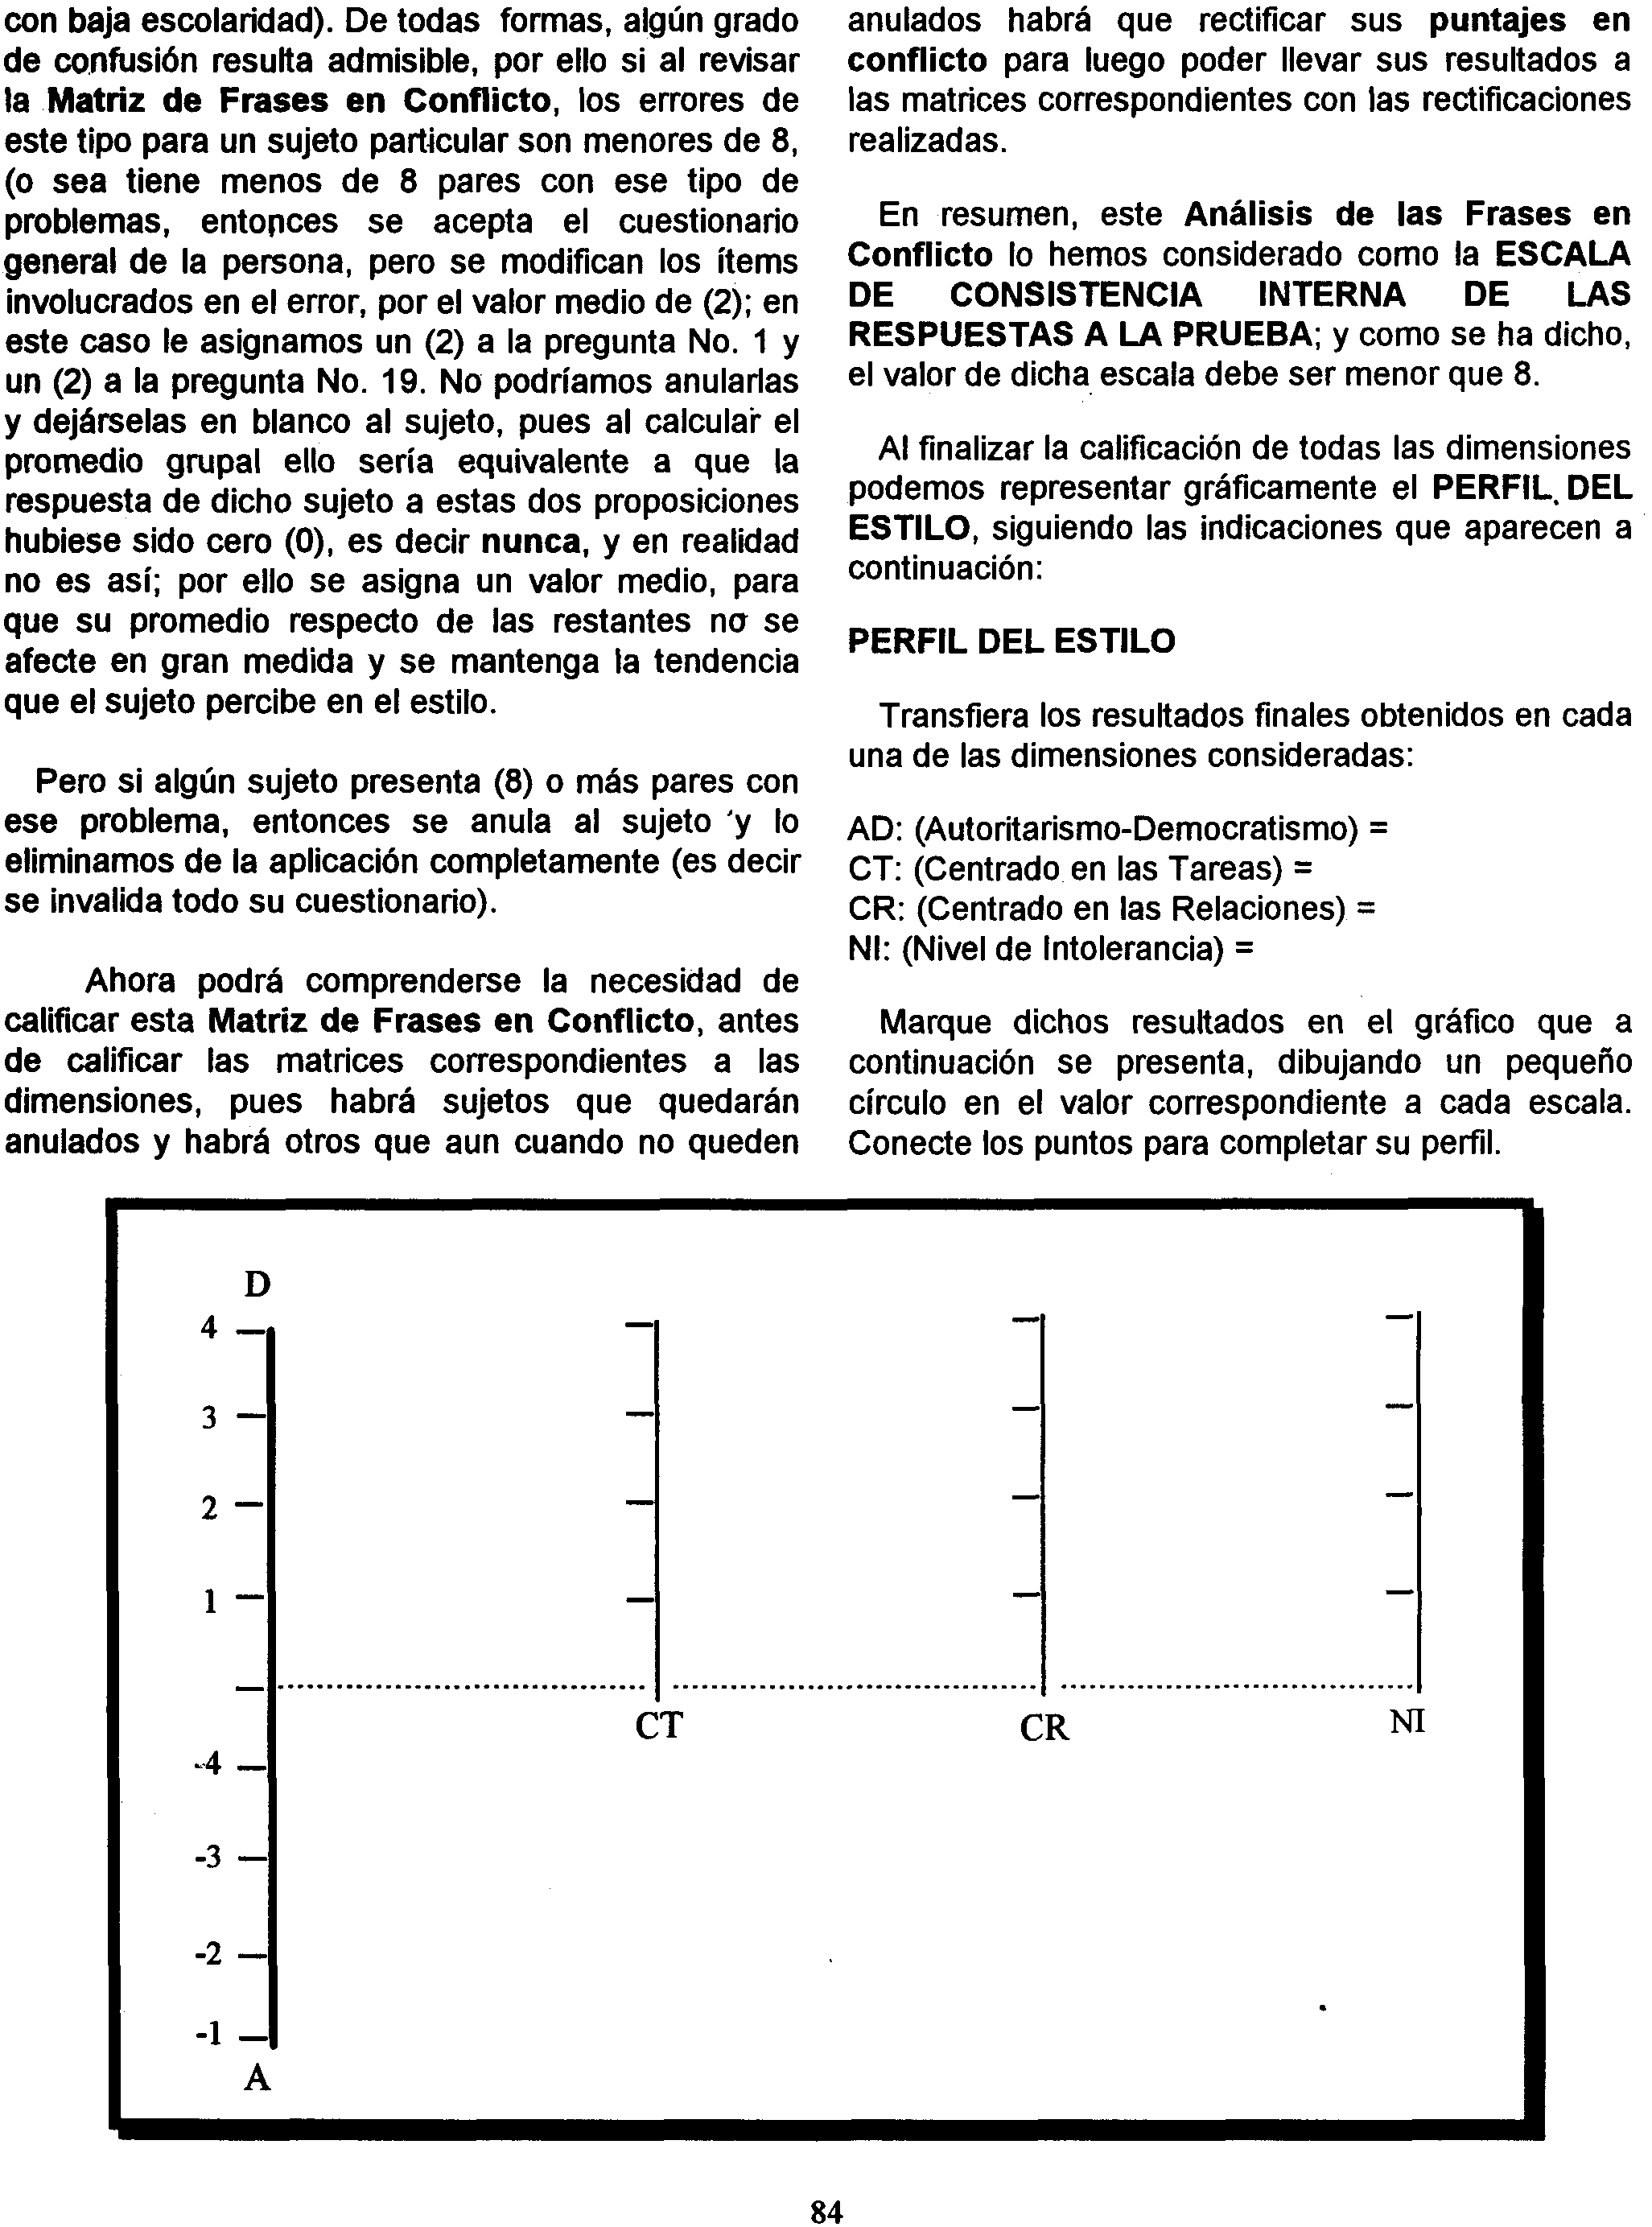 con baja escolaridad). De todas formas, algún grado
de confusión resulta admisible, por ello si al revisar
la Matriz de Frases en Conflicto, los errores de
este tipo para un sujeto particular son menores de 8,
(o sea tiene menos de 8 pares con ese tipo de
problemas, entonces se acepta el cuestionario
general de la persona, pero se modifican los ítems
involucrados en el error, por el valor medio de (2); en
este caso le asignamos un (2) a la pregunta No. 1 y
un (2) a la pregunta No. 19. No podríamos anularlas
y dejárselas en blanco al sujeto, pues al calcular el
promedio grupal ello sería equivalente a que la
respuesta de dicho sujeto a estas dos proposiciones
hubiese sido cero (0), es decir nunca, y en realidad
no es así; por ello se asigna un valor medio, para
que su promedio respecto de las restantes no se
afecte en gran medida y se mantenga la tendencia
que el sujeto percibe en el estilo.
Pero si algún sujeto presenta (8) o más pares con
ese problema, entonces se anula al sujeto y lo
eliminamos de la aplicación completamente (es decir
se invalida todo su cuestionario).
Ahora podrá comprenderse la necesidad de
calificar esta Matriz de Frases en Conflicto, antes
de calificar las matrices correspondientes a las
dimensiones, pues habrá sujetos que quedarán
anulados y habrá otros que aun cuando no queden
anulados habrá que rectificar sus puntajes en
conflicto para luego poder llevar sus resultados a
las matrices correspondientes con las rectificaciones
realizadas.
En resumen, este Análisis de las Frases en
Conflicto lo hemos considerado como la ESCALA
DE CONSISTENCIA INTERNA DE LAS
RESPUESTAS A LA PRUEBA; y como se ha dicho,
el valor de dicha escala debe ser menor que 8.
Al finalizar la calificación de todas las dimensiones
podemos representar gráficamente el PERFIL DEL
ESTILO, siguiendo las indicaciones que aparecen a
continuación:
PERFIL DEL ESTILO
Transfiera los resultados finales obtenidos en cada
una de las dimensiones consideradas:
AD: (Autoritarismo-Democratismo) =
CT: (Centrado en las Tareas) =
CR: (Centrado en las Relaciones) =
NI: (Nivel de Intolerancia) =
Marque dichos resultados en el gráfico que a
continuación se presenta, dibujando un pequeño
círculo en el valor correspondiente a cada escala.
Conecte los puntos para completar su perfil.
D
4
3
2
1
CT CR NI
-4
-3
-2
-1
A
84